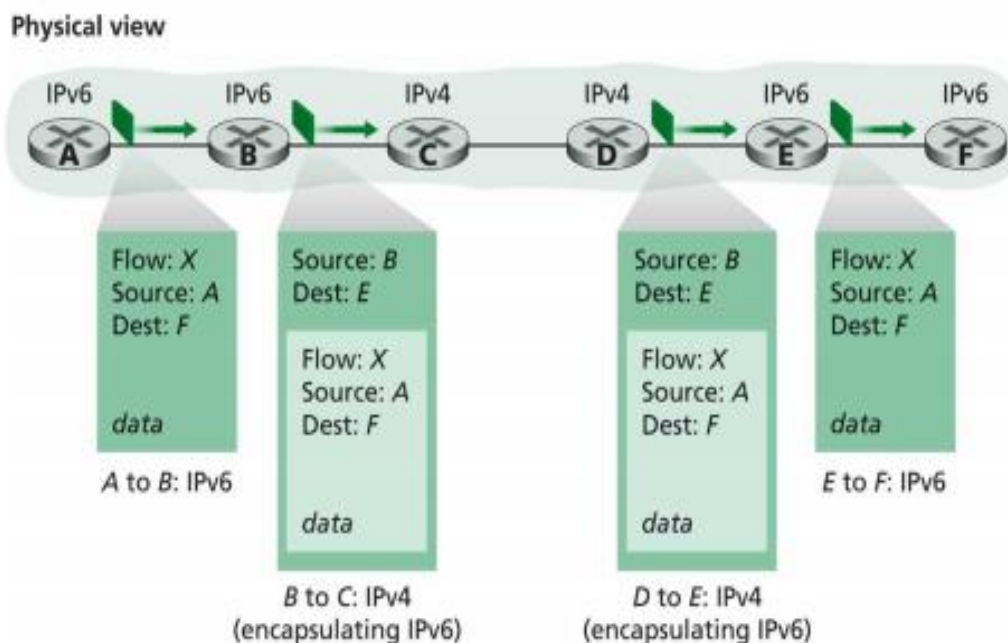 Physical view
IPv6
IPv6
IPv4
IPv4
IPv6
IPv6
A
B
C
D
E
F
Flow: X
Source: A
Dest: F
data
A to B: IPv6
Source: B
Dest: E
Flow: X
Source: A
Dest: F
data
B to C: IPv4
(encapsulating IPv6)
Source: B
Dest: E
Flow: X
Source: A
Dest: F
data
D to E: IPv4
(encapsulating IPv6)
Flow: X
Source: A
Dest: F
data
E to F: IPv6